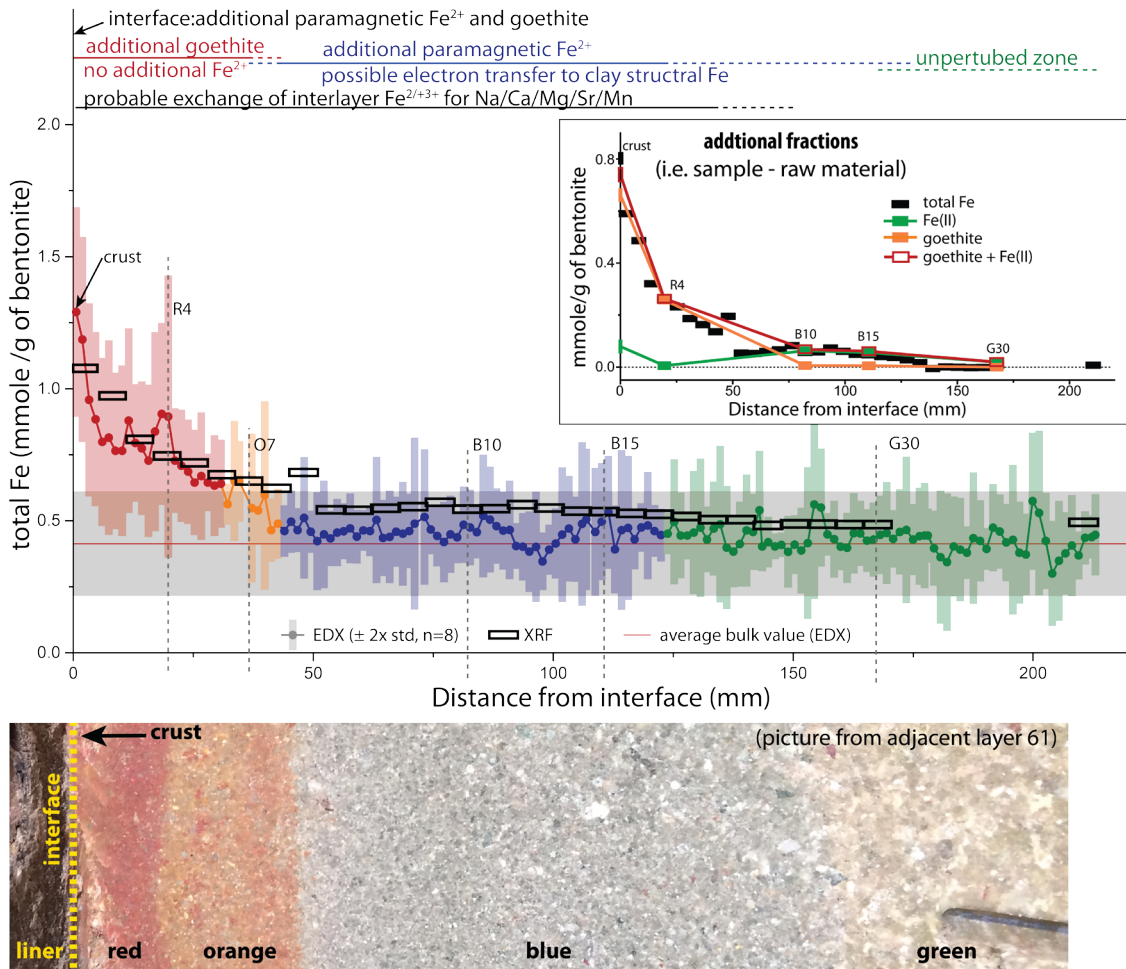 interface:additional paramagnetic Fe²⁺ and goethite
additional goethite
no additional Fe²⁺
additional paramagnetic Fe²⁺
possible electron transfer to clay structral Fe
unpertubed zone
probable exchange of interlayer Fe²/⁺³⁺ for Na/Ca/Mg/Sr/Mn
total Fe (mmole /g of bentonite)
2.0
1.5
1.0
0.5
0.0
crust
R4
O7
B10
B15
G30
addtional fractions
(i.e. sample - raw material)
crust
total Fe
Fe(II)
goethite
goethite + Fe(II)
mmole/g of bentonite
0.8
0.4
0.0
R4
B10
B15
G30
0
50
100
150
200
Distance from interface (mm)
EDX (± 2x std, n=8)
XRF
average bulk value (EDX)
0
50
100
150
200
Distance from interface (mm)
crust
(picture from adjacent layer 61)
interface
liner
red
orange
blue
green